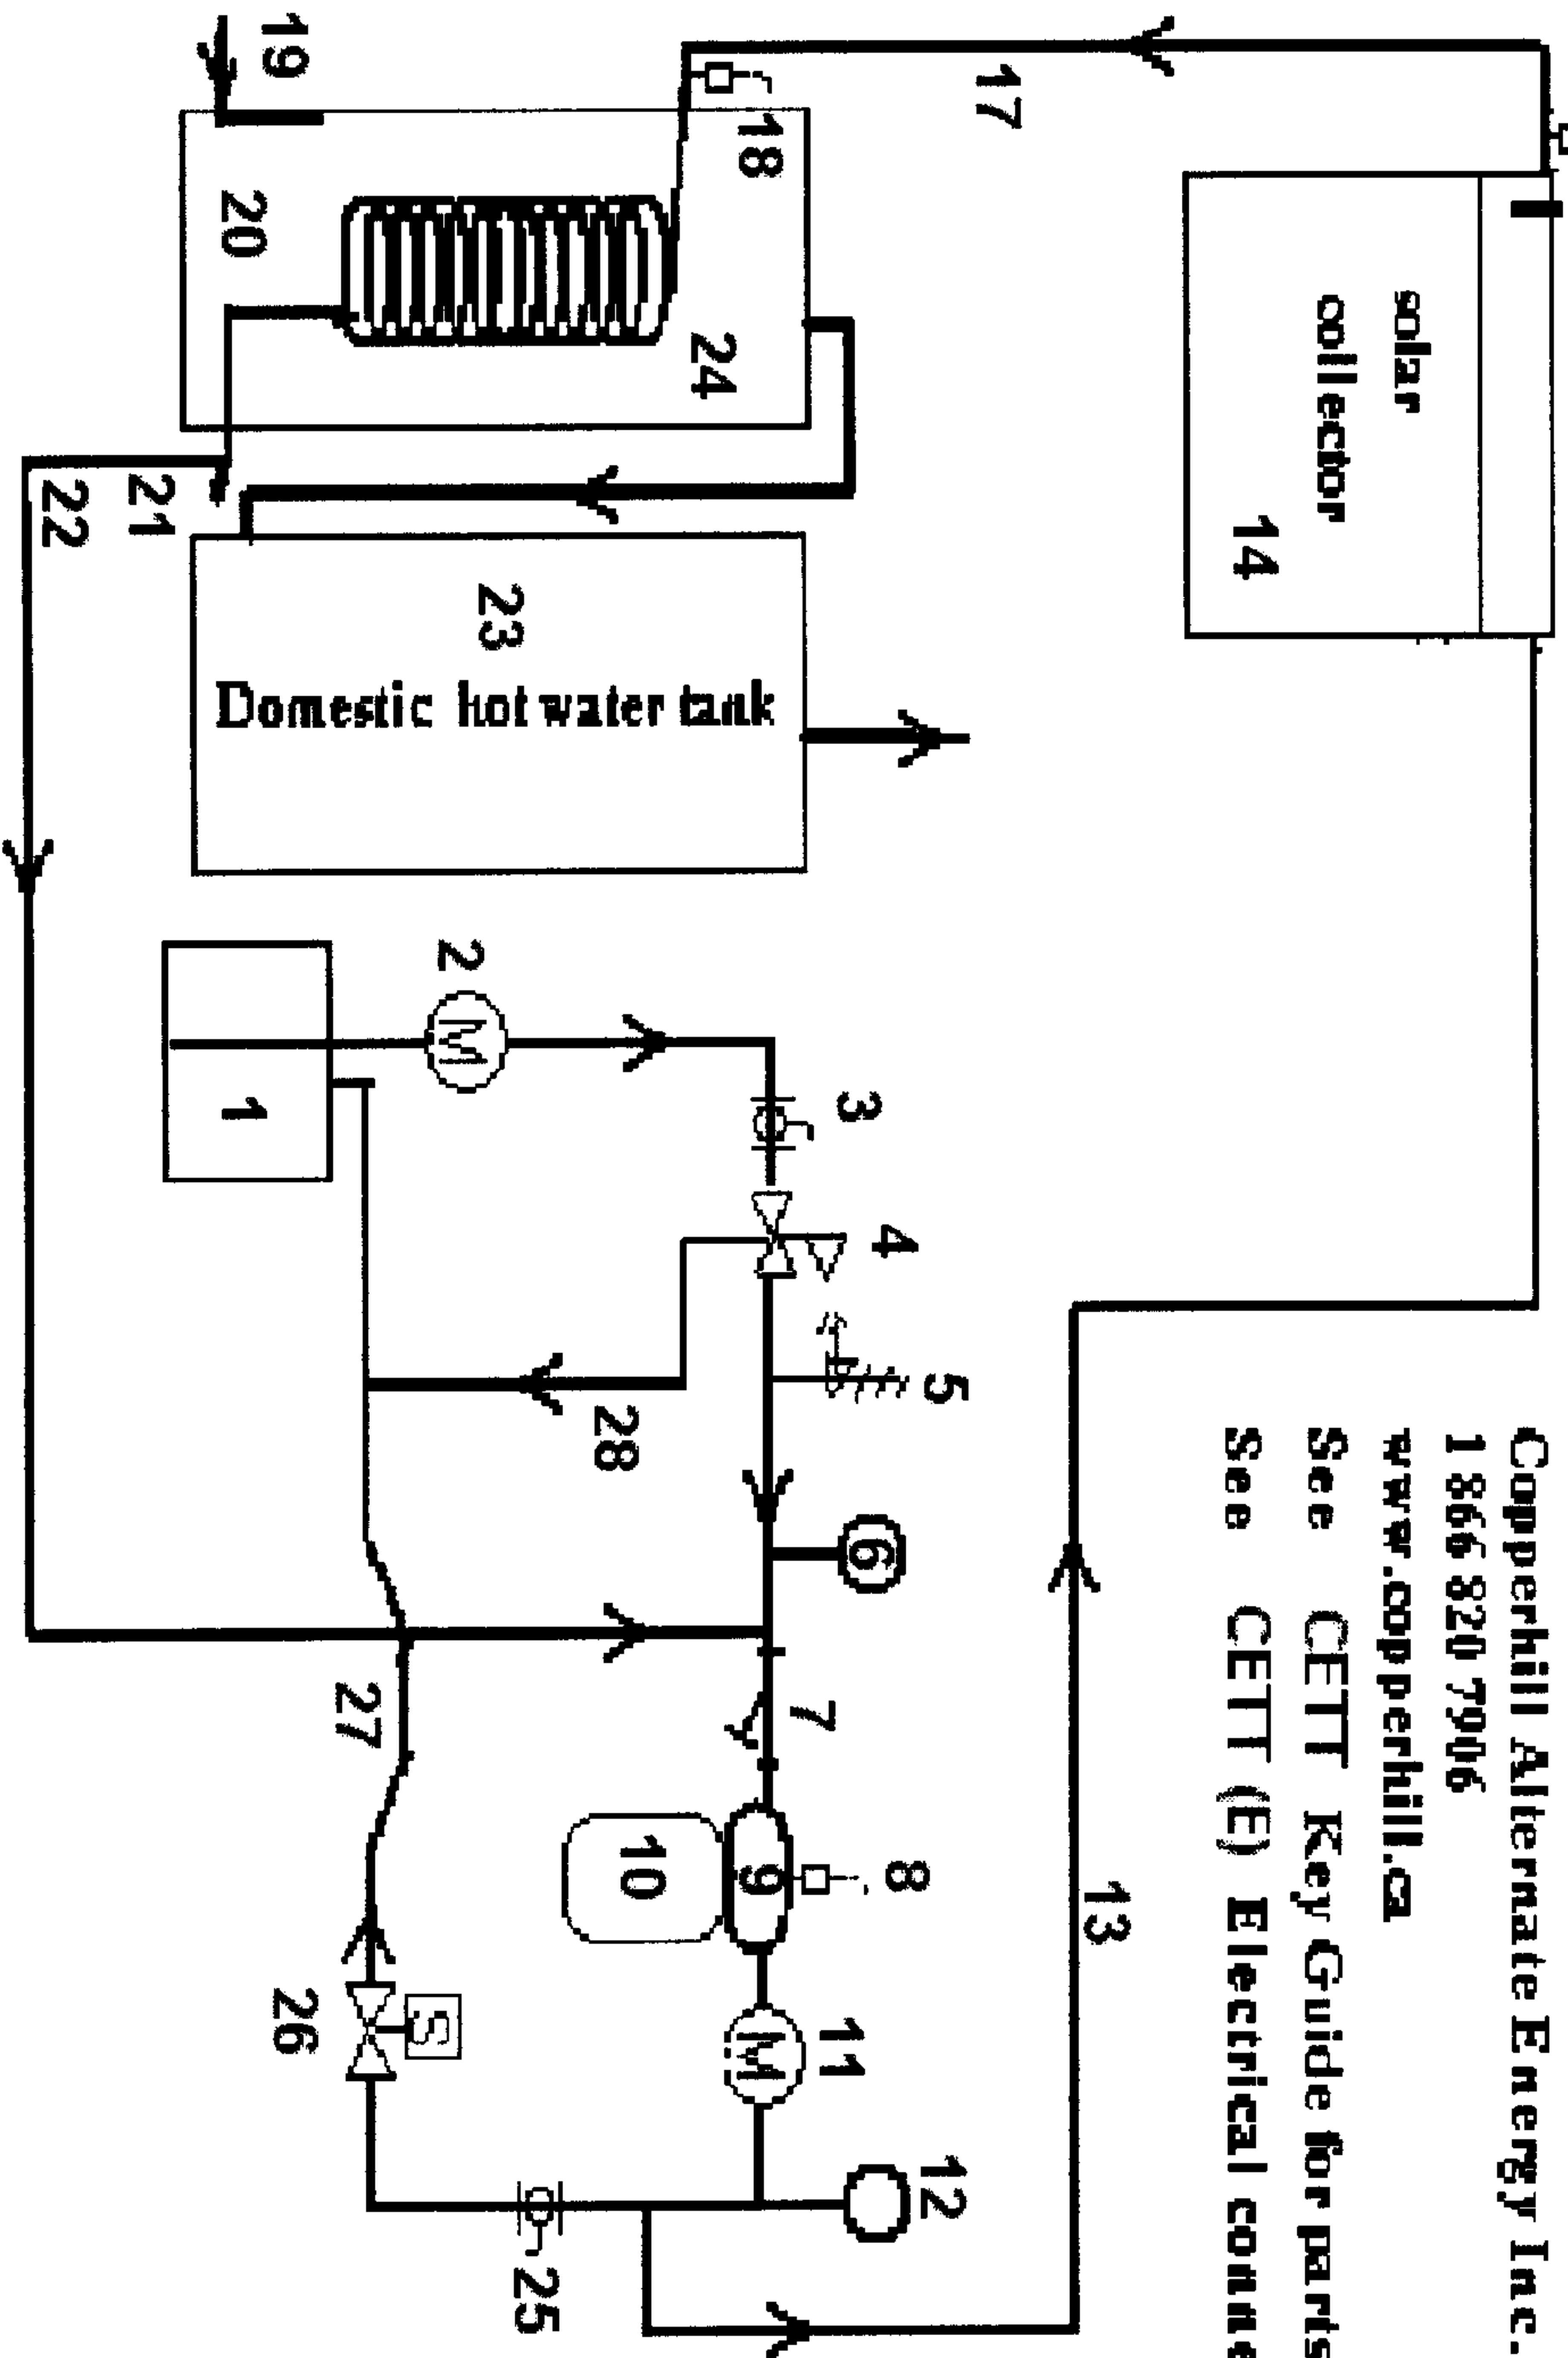 Copperhill Alternate Energy Inc.
1 866 820 7906
www.copperhill.ca
See CETT Key Guide for parts
See CETT (E) Electrical conne
solar
collector
14
17
13
18
19
20
24
21
22
23
Domestic hot water tank
1
2
M
3
4
5
28
6
7
8
9
10
11
M
12
27
26
S
25